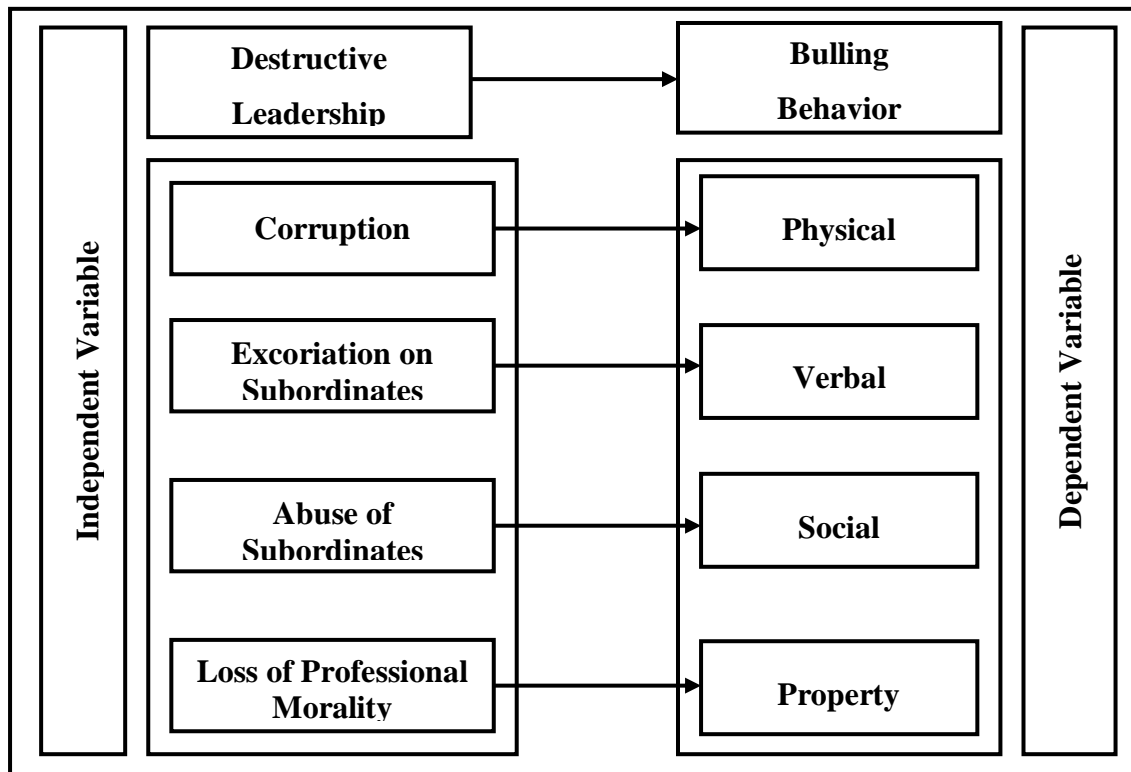 Independent Variable
Destructive
Leadership
Bulling
Behavior
Corruption
Physical
Excoriation on
Subordinates
Verbal
Abuse of
Subordinates
Social
Loss of Professional
Morality
Property
Dependent Variable